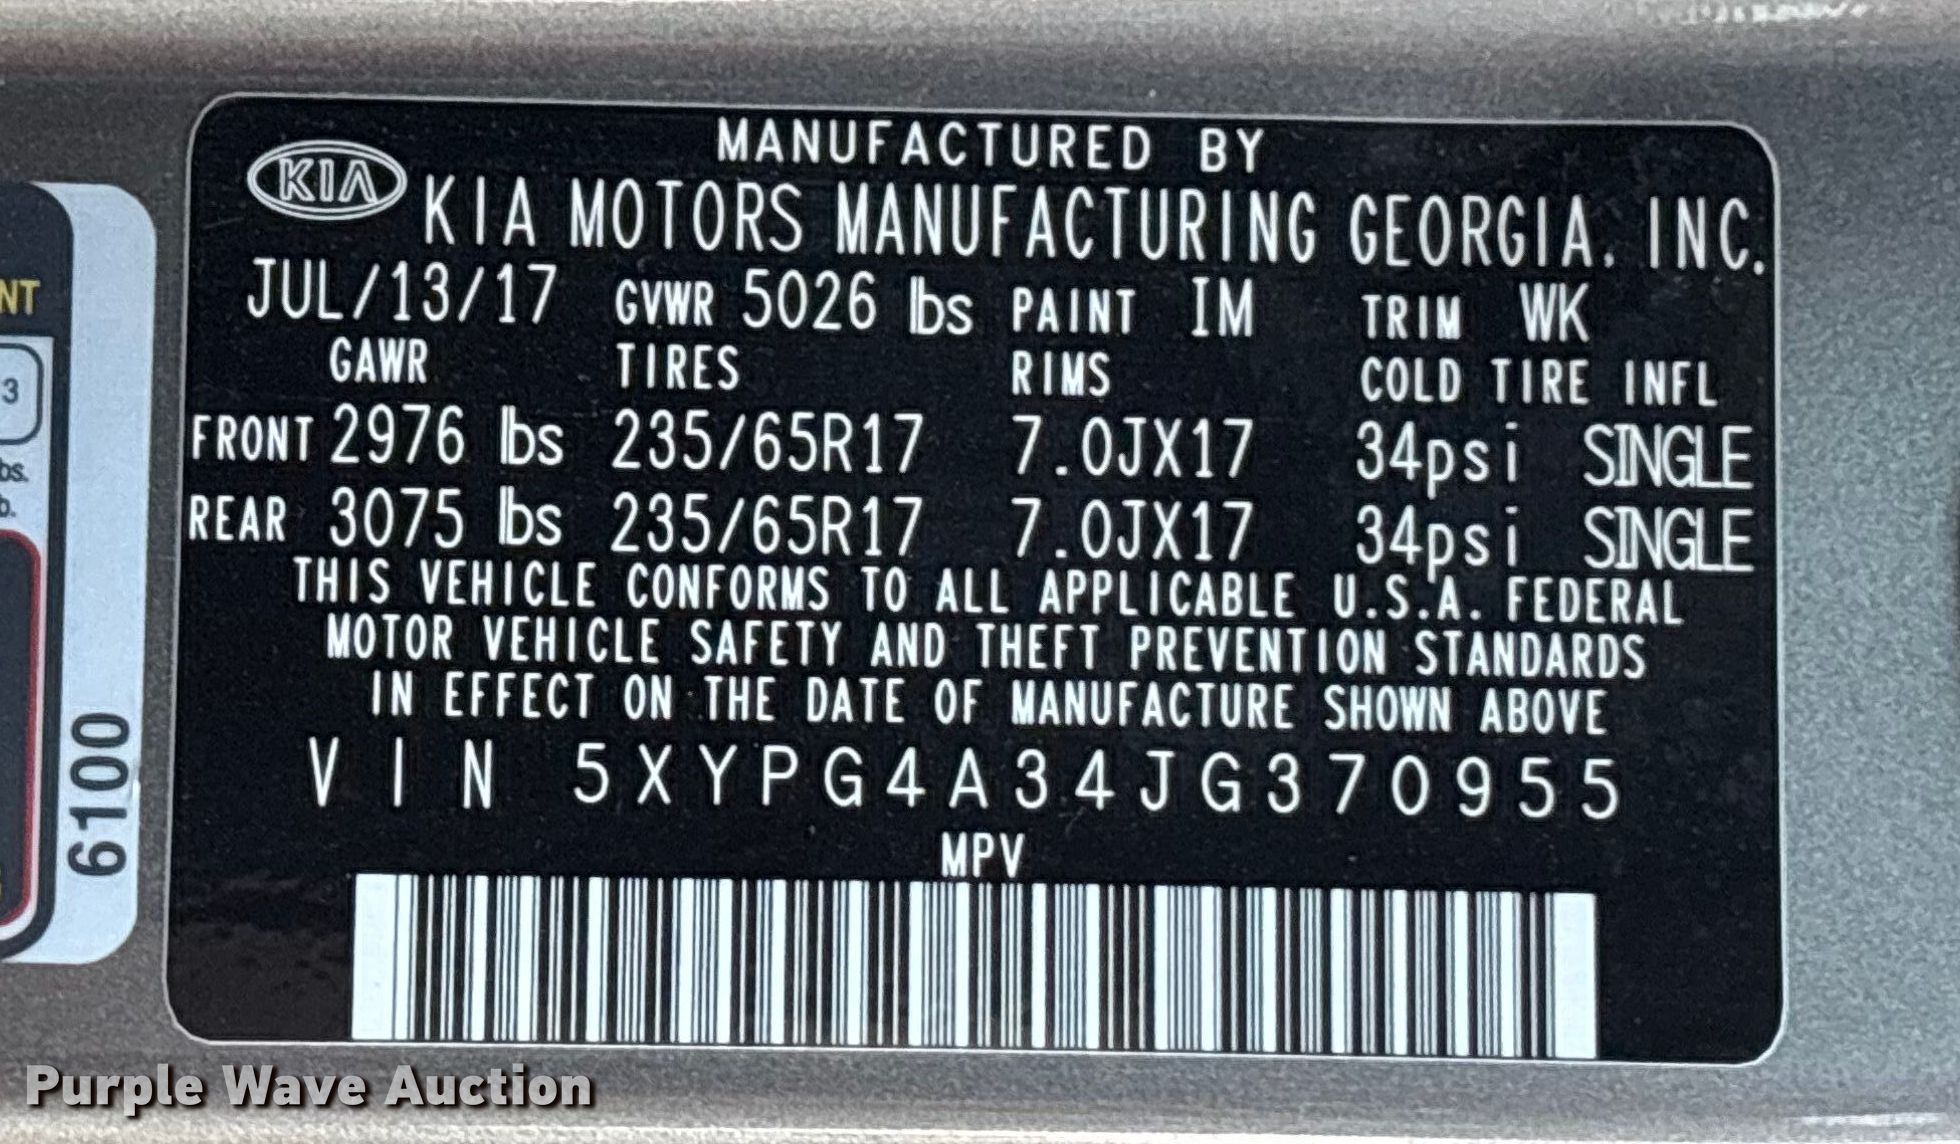 MANUFACTURED BY
KIA KIA MOTORS MANUFACTURING GEORGIA. INC.
JUL/13/17 GVWR 5026 lbs PAINT IM TRIM WK
GAWR TIRES RIMS COLD TIRE INFL
FRONT 2976 lbs 235/65R17 7.0JX17 34psi SINGLE
REAR 3075 lbs 235/65R17 7.0JX17 34psi SINGLE
THIS VEHICLE CONFORMS TO ALL APPLICABLE U.S.A. FEDERAL
MOTOR VEHICLE SAFETY AND THEFT PREVENTION STANDARDS
IN EFFECT ON THE DATE OF MANUFACTURE SHOWN ABOVE
VIN 5XYPG4A34JG370955
MPV
NT
3
bs.
b.
6100
Purple Wave Auction